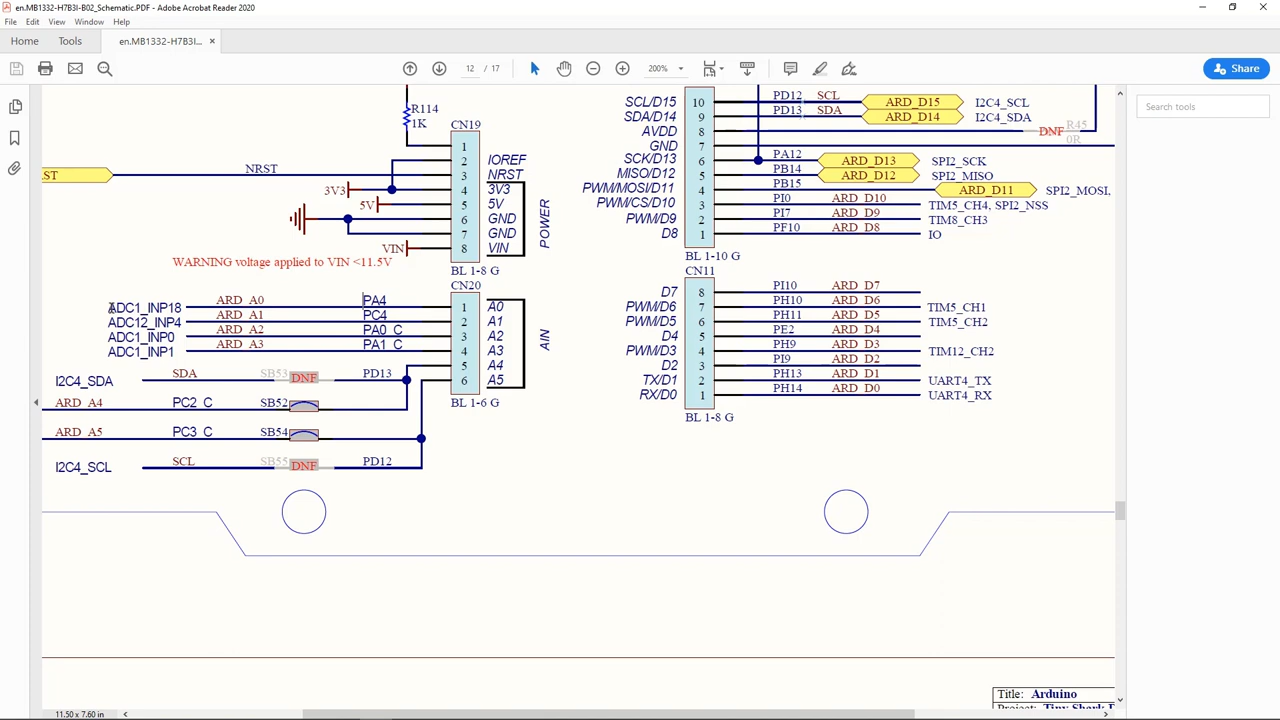 en.MB1332-H7B3I-B02_Schematic.PDF - Adobe Acrobat Reader 2020
File Edit View Window Help
Home Tools en.MB1332-H7B3I... ×
12 / 17 200% Share
Search tools
R114
1K
CN19
1
2 IOREF
3 NRST
4 3V3
5 5V
6 GND
7 GND
8 VIN
POWER
BL 1-8 G
ST
NRST
3V3
5V
VIN
WARNING voltage applied to VIN <11.5V
CN20
ADC1_INP18 ARD_A0 PA4 1 A0
ADC12_INP4 ARD_A1 PC4 2 A1
ADC1_INP0 ARD_A2 PA0_C 3 A2
ADC1_INP1 ARD_A3 PA1_C 4 A3
5 A4
6 A5
AIN
BL 1-6 G
I2C4_SDA SDA SB53 DNF PD13
ARD_A4 PC2_C SB52
ARD_A5 PC3_C SB54
I2C4_SCL SCL SB55 DNF PD12
SCL/D15 10 PD12 SCL ARD_D15 I2C4_SCL
SDA/D14 9 PD13 SDA ARD_D14 I2C4_SDA
AVDD 8 DNF R45
GND 7 0R
SCK/D13 6 PA12 ARD_D13 SPI2_SCK
MISO/D12 5 PB14 ARD_D12 SPI2_MISO
PWM/MOSI/D11 4 PB15 ARD_D11 SPI2_MOSI,
PWM/CS/D10 3 PI0 ARD_D10 TIM5_CH4, SPI2_NSS
PWM/D9 2 PI7 ARD_D9 TIM8_CH3
D8 1 PF10 ARD_D8 IO
BL 1-10 G
CN11
D7 8 PI10 ARD_D7
PWM/D6 7 PH10 ARD_D6 TIM5_CH1
PWM/D5 6 PH11 ARD_D5 TIM5_CH2
D4 5 PE2 ARD_D4
PWM/D3 4 PH9 ARD_D3 TIM12_CH2
D2 3 PI9 ARD_D2
TX/D1 2 PH13 ARD_D1 UART4_TX
RX/D0 1 PH14 ARD_D0 UART4_RX
BL 1-8 G
Title: Arduino
11.50 x 7.60 in